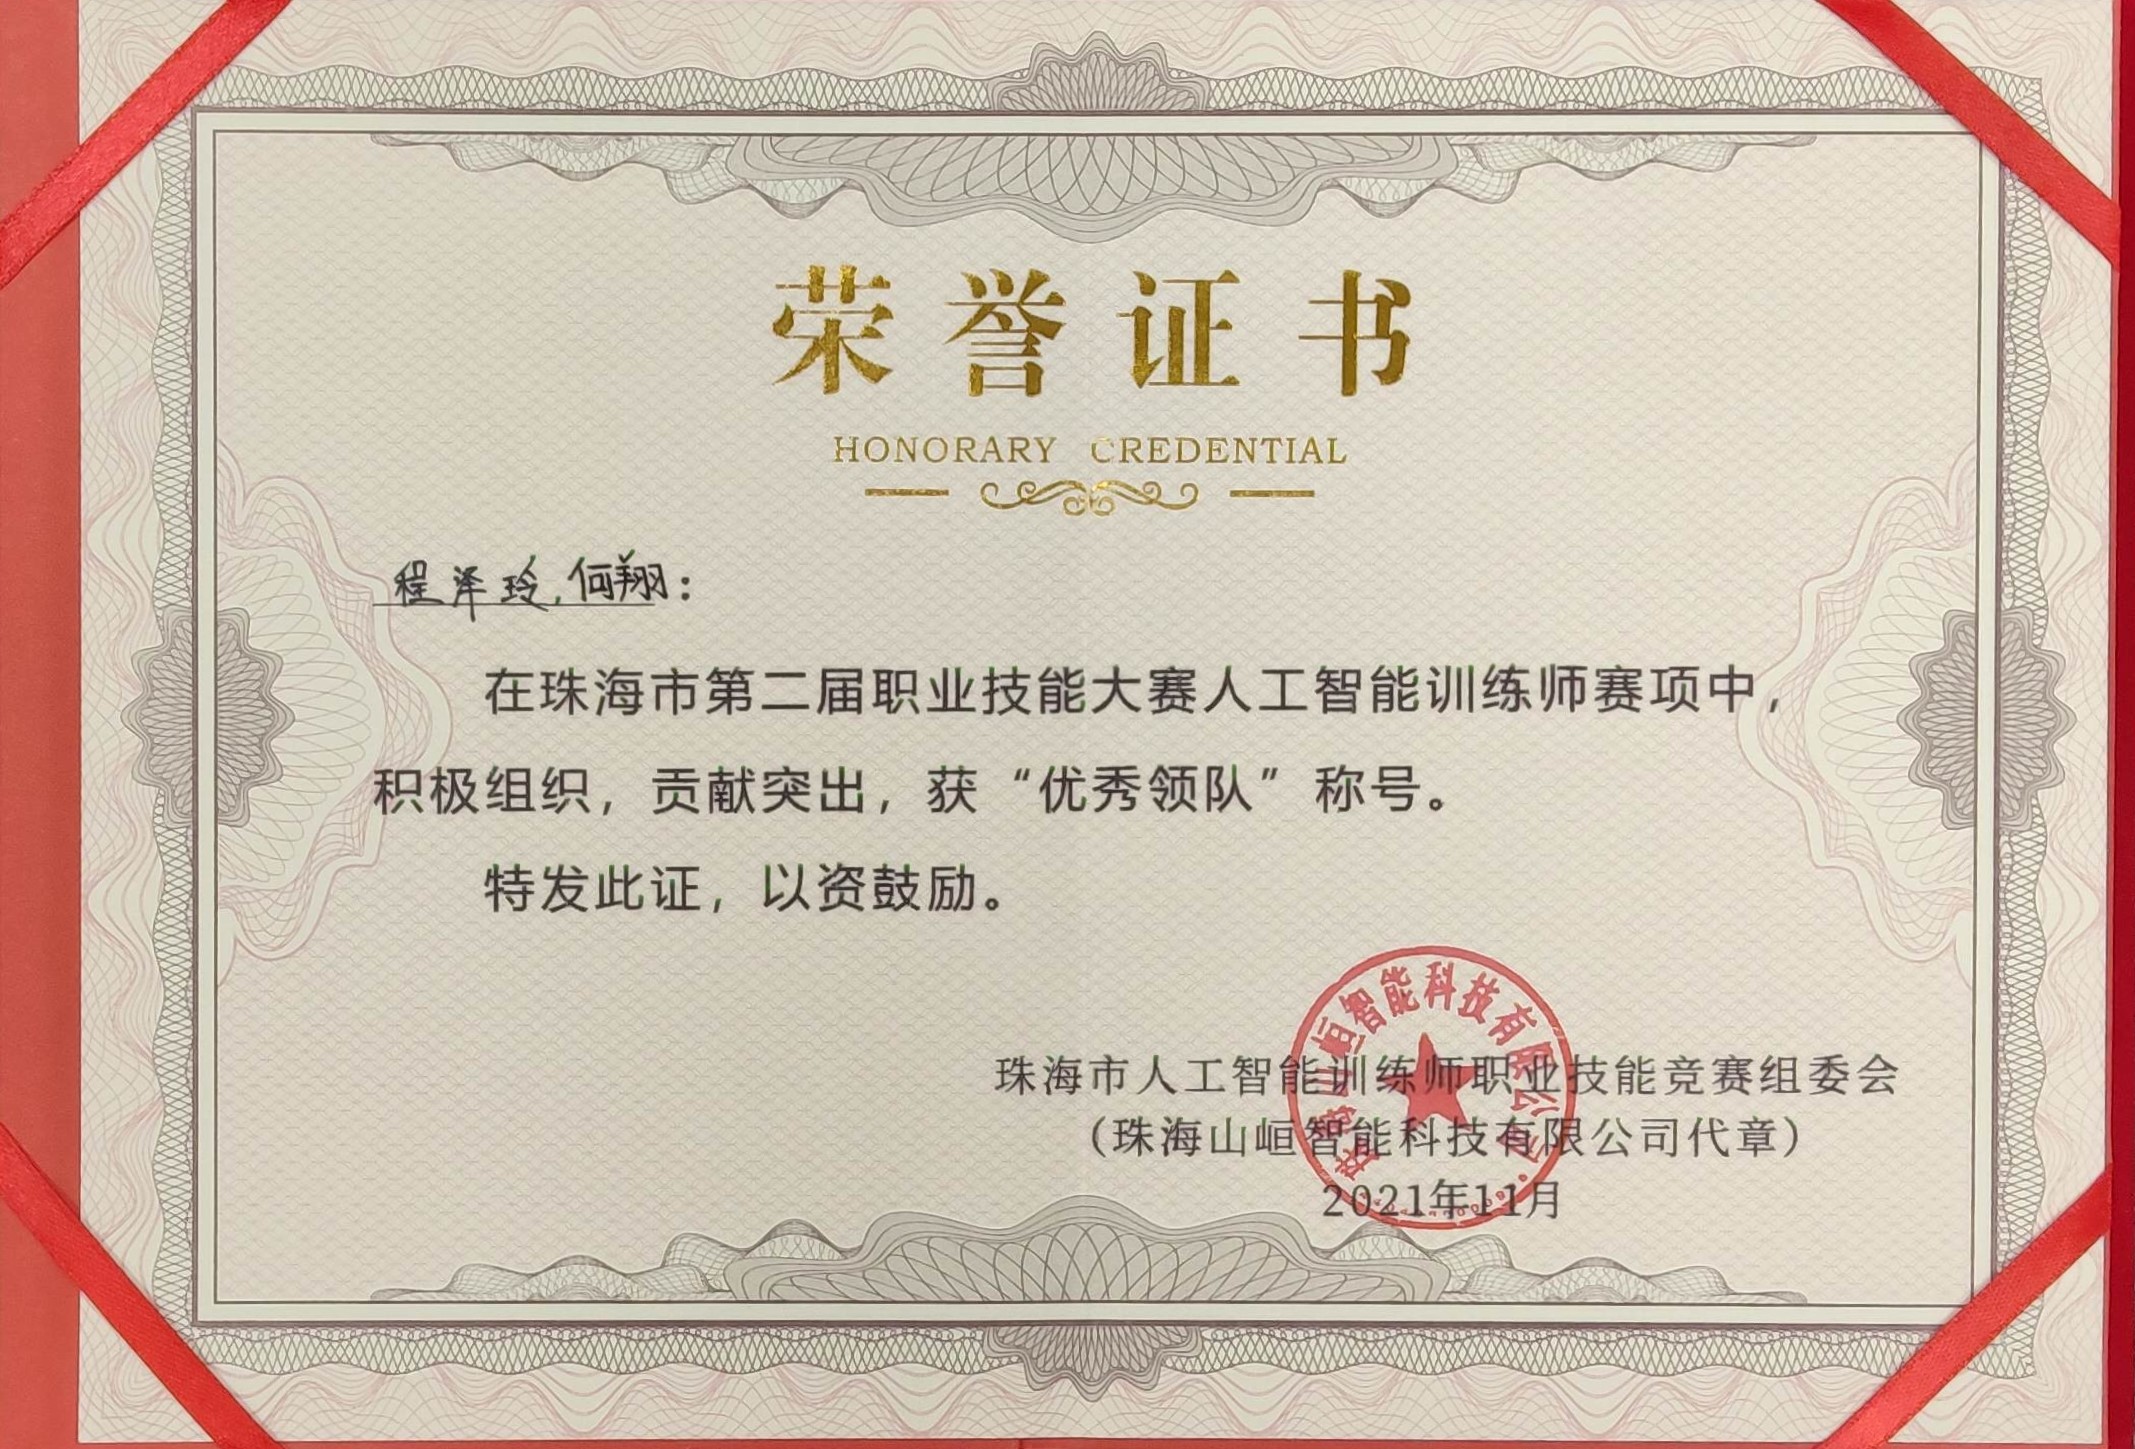 荣誉证书
HONORARY CREDENTIAL
程泽玲,何翔：
在珠海市第二届职业技能大赛人工智能训练师赛项中，
积极组织，贡献突出，获“优秀领队”称号。
特发此证，以资鼓励。
珠海市人工智能训练师职业技能竞赛组委会
（珠海山峘智能科技有限公司代章）
2021年11月
珠海山峘智能科技有限公司